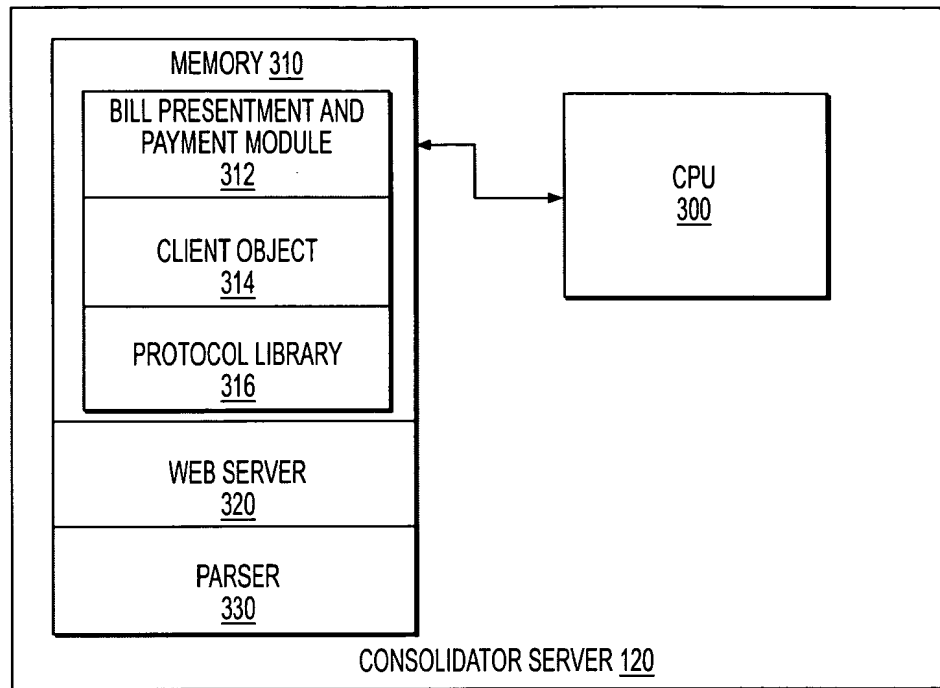 MEMORY 310
BILL PRESENTMENT AND
PAYMENT MODULE
312
CLIENT OBJECT
314
PROTOCOL LIBRARY
316
WEB SERVER
320
PARSER
330
CPU
300
CONSOLIDATOR SERVER 120